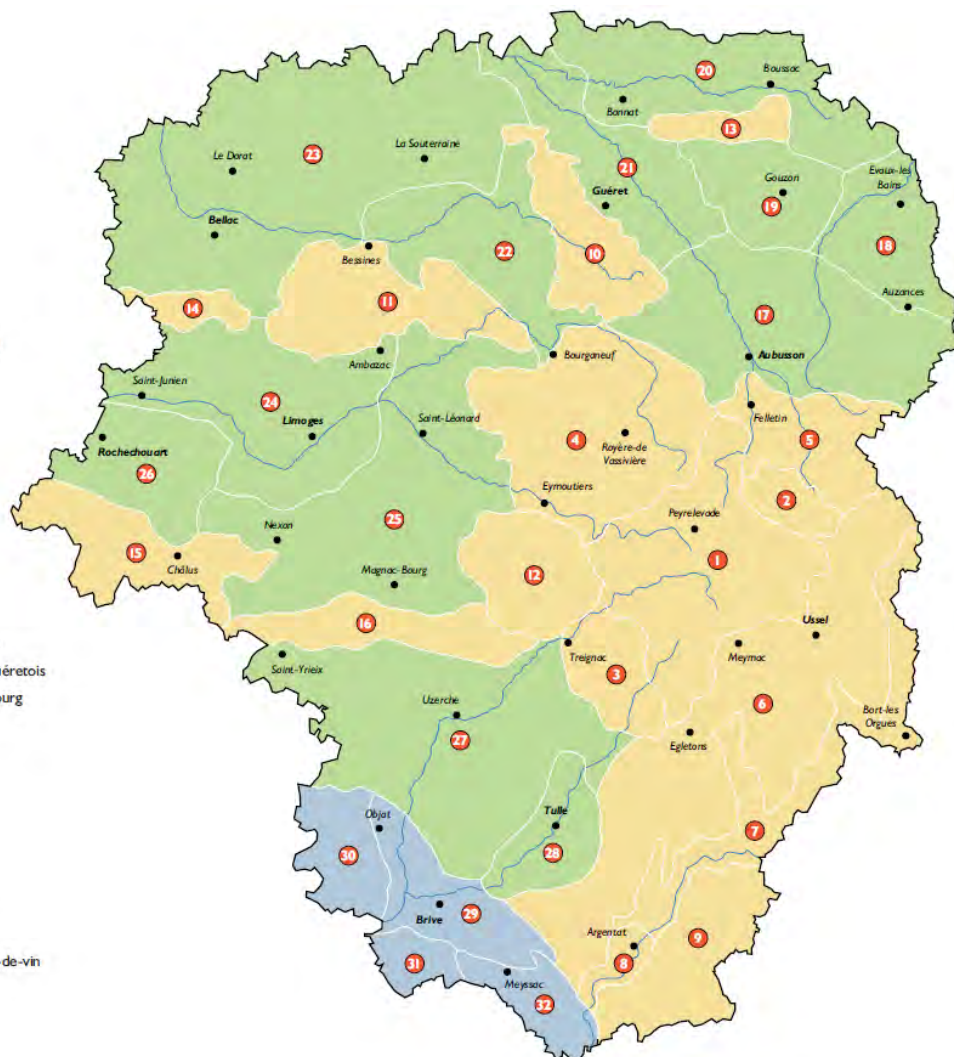 20
Boussac
Bonnat
13
La Souterraine
23
Le Dorat
21
Gouzon
Evaux-les
Bains
Guéret
19
Bellac
18
22
10
Bessines
14
11
Auzances
17
Ambazac
Bourganeuf
Aubusson
Saint-Junien
24
Limoges
Saint-Léonard
Felletin
4
Royère-de
Vassivière
5
Rochechouart
26
Eymoutiers
2
Nexon
25
Peyrelevade
15
Châlus
Magnac-Bourg
12
1
16
Ussel
Treignac
Meymac
Saint-Yrieix
3
éretois
ourg
Uzerche
6
Bort-les
Orgues
27
Egletons
Objat
Tulle
7
30
28
Brive
29
Argentat
9
-de-vin
31
8
Meyssac
32